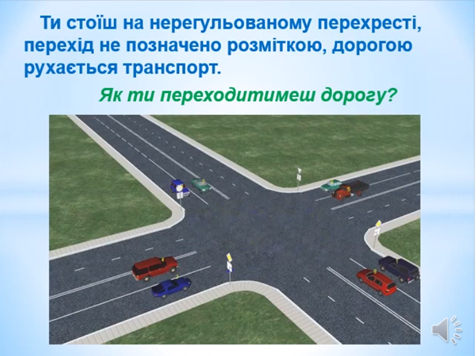 Ти стоїш на нерегульованому перехресті,
перехід не позначено розміткою, дорогою
рухається транспорт.
Як ти переходитимеш дорогу?